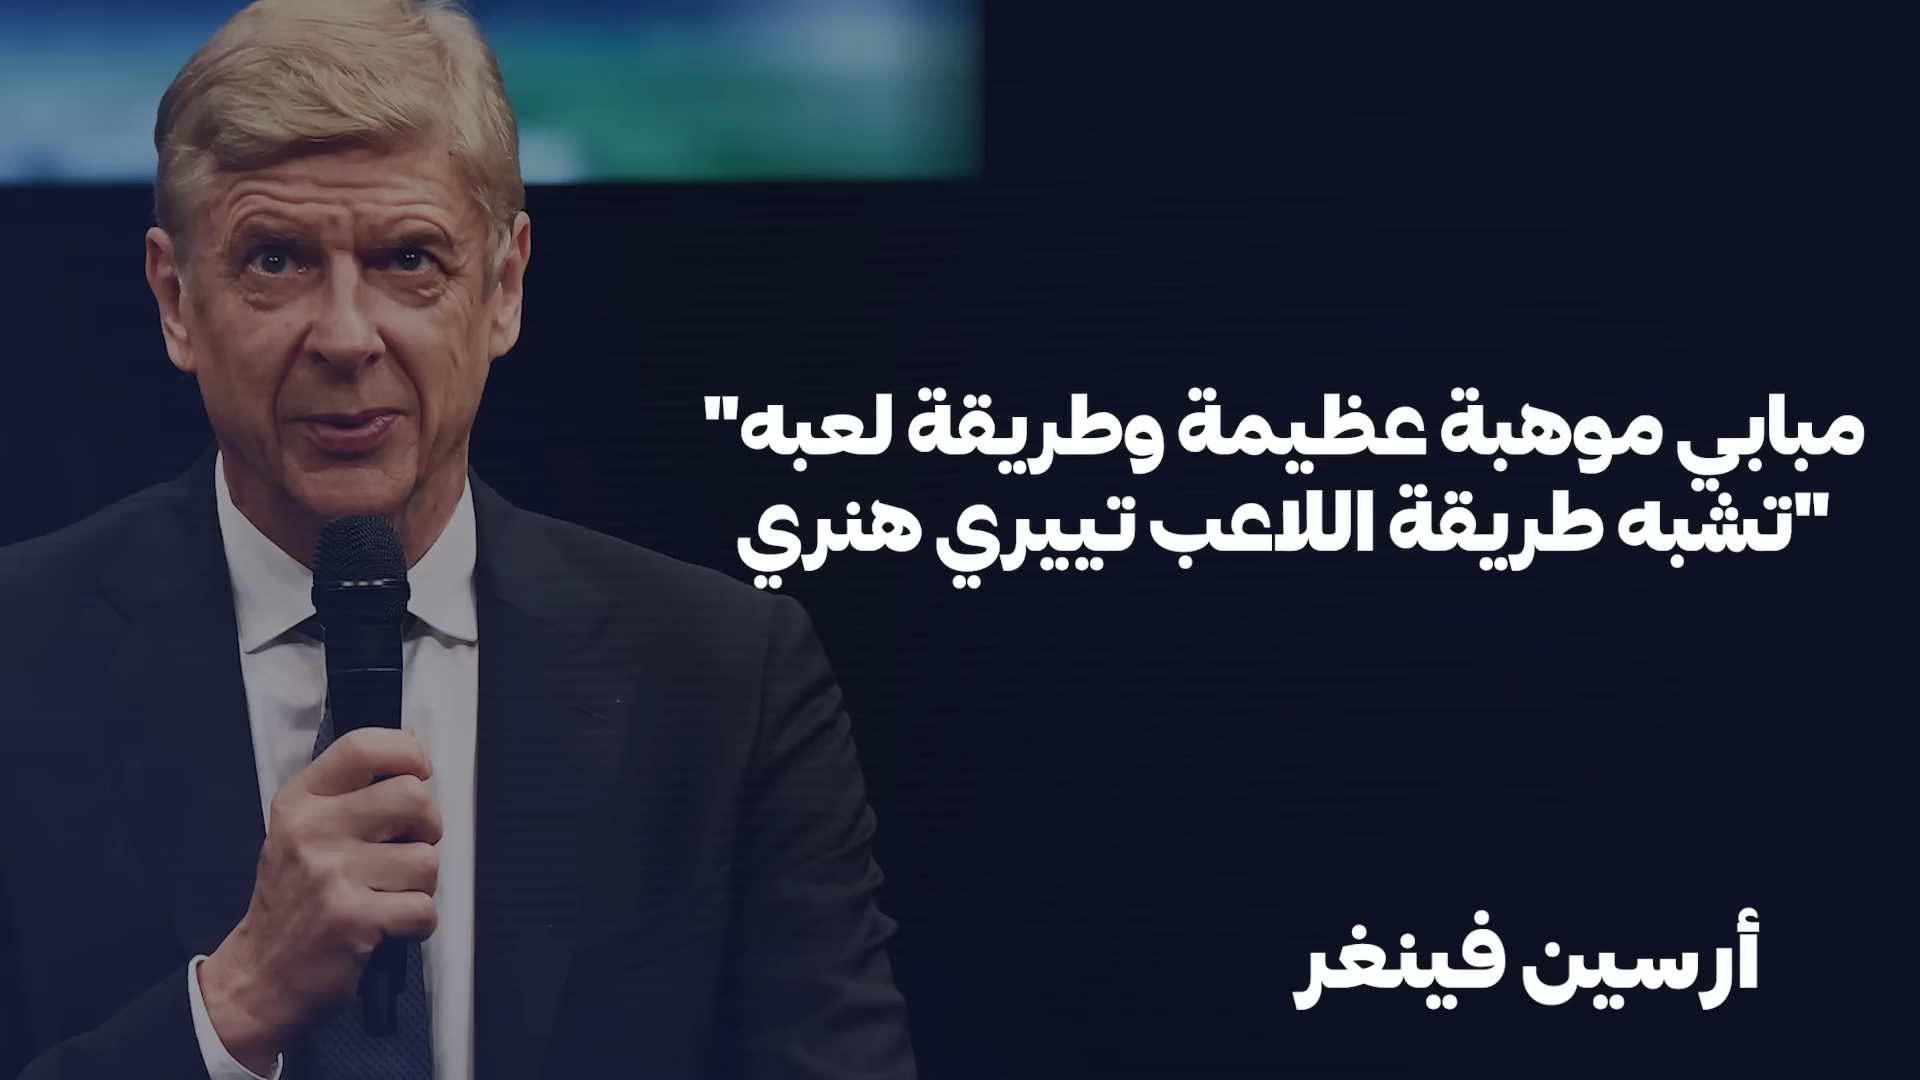 مبابي موهبة عظيمة وطريقة لعبه"
"تشبه طريقة اللاعب تييري هنري
أرسين فينغر